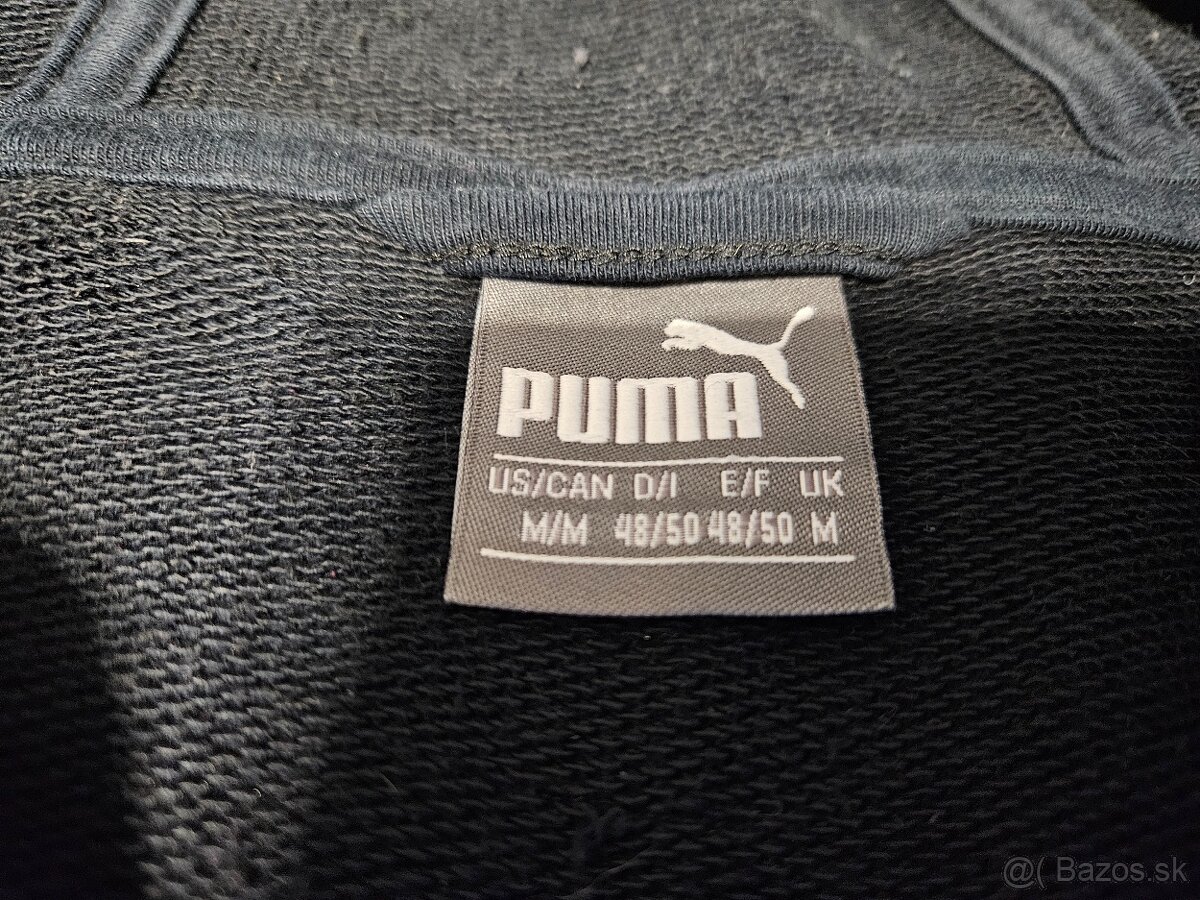 PUMA
US/CAN D/I E/F UK
M/M 48/50 48/50 M
@( Bazos.sk